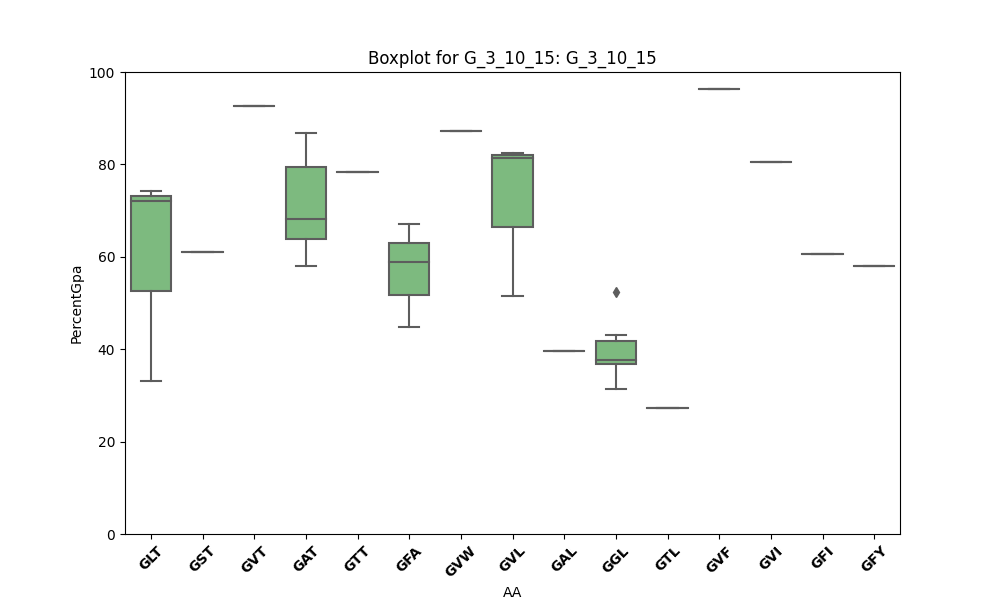 Boxplot for G_3_10_15: G_3_10_15
100
80
60
40
20
0
PercentGpa
GLT GST GVT GAT GTT GFA GVW GVL GAL GGL GTL GVF GVI GFI GFY
AA